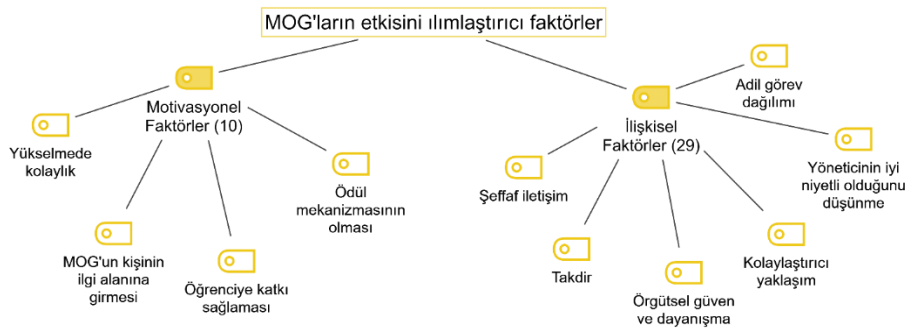 MOG'ların etkisini ılımlaştırıcı faktörler
Motivasyonel
Faktörler (10)
Yükselmede
kolaylık
MOG'un kişinin
ilgi alanına
girmesi
Öğrenciye katkı
sağlaması
Ödül
mekanizmasının
olması
İlişkisel
Faktörler (29)
Adil görev
dağılımı
Yöneticinin iyi
niyetli olduğunu
düşünme
Şeffaf iletişim
Takdir
Örgütsel güven
ve dayanışma
Kolaylaştırıcı
yaklaşım